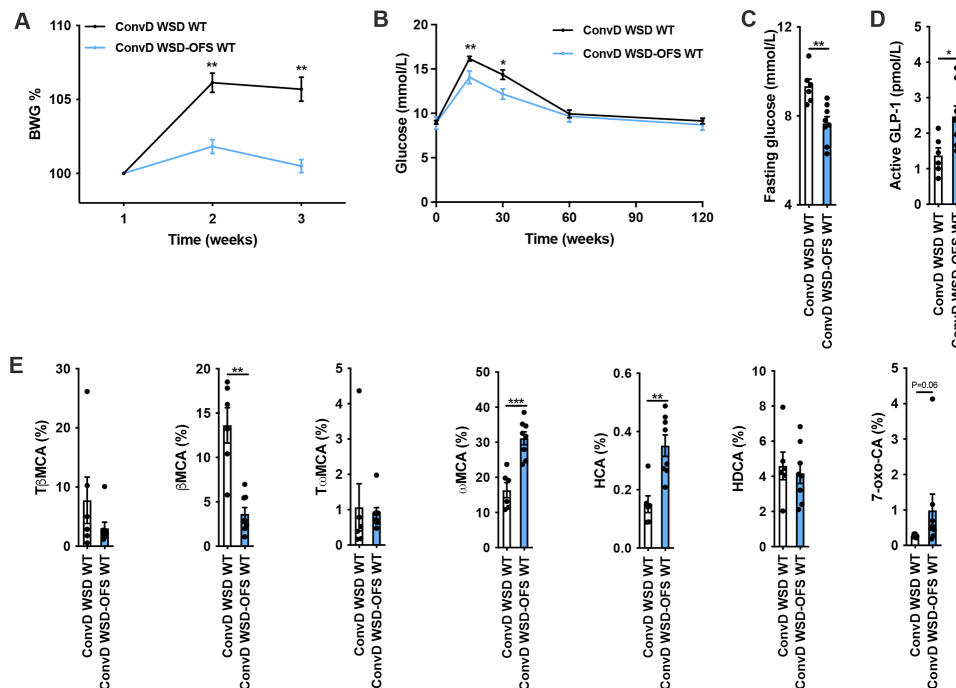 A
BWG %
110
105
100
1
2
3
Time (weeks)
ConvD WSD WT
ConvD WSD-OFS WT
**
**
B
Glucose (mmol/L)
20
15
10
5
0
0
30
60
90
120
Time (weeks)
ConvD WSD WT
ConvD WSD-OFS WT
**
*
C
Fasting glucose (mmol/L)
12
8
4
**
ConvD WSD WT
ConvD WSD-OFS WT
D
Active GLP-1 (pmol/L)
5
4
3
2
1
0
*
ConvD WSD WT
ConvD WSD-OFS WT
E
TβMCA (%)
30
20
10
0
ConvD WSD WT
ConvD WSD-OFS WT
βMCA (%)
20
15
10
5
0
**
ConvD WSD WT
ConvD WSD-OFS WT
TωMCA (%)
5
4
3
2
1
0
ConvD WSD WT
ConvD WSD-OFS WT
ωMCA (%)
50
40
30
20
10
0
***
ConvD WSD WT
ConvD WSD-OFS WT
HCA (%)
0.6
0.4
0.2
0.0
**
ConvD WSD WT
ConvD WSD-OFS WT
HDCA (%)
10
8
6
4
2
0
ConvD WSD WT
ConvD WSD-OFS WT
7-oxo-CA (%)
5
4
3
2
1
0
P=0.06
ConvD WSD WT
ConvD WSD-OFS WT